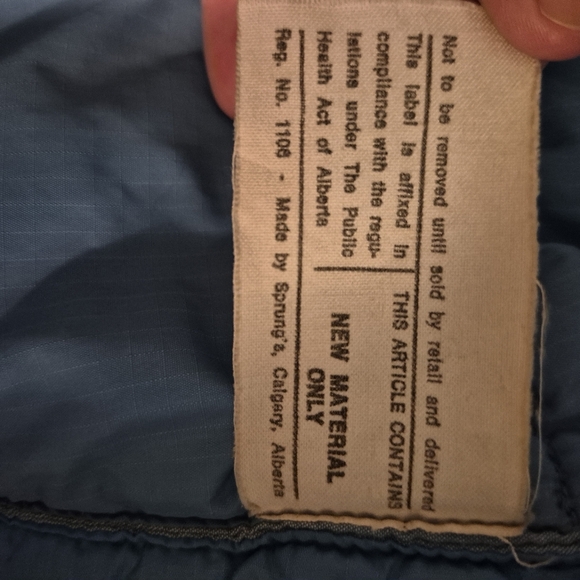 Not to be removed until sold by retail and delivered
This label is affixed in
compliance with the regu-
lations under The Public
Health Act of Alberta
THIS ARTICLE CONTAINS
NEW MATERIAL
ONLY
Reg. No. 1106 - Made by Sprung's, Calgary, Alberta